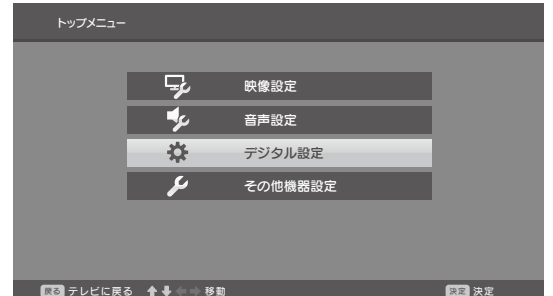 トップメニュー
映像設定
音声設定
デジタル設定
その他機器設定
戻る テレビに戻る 移動 決定 決定